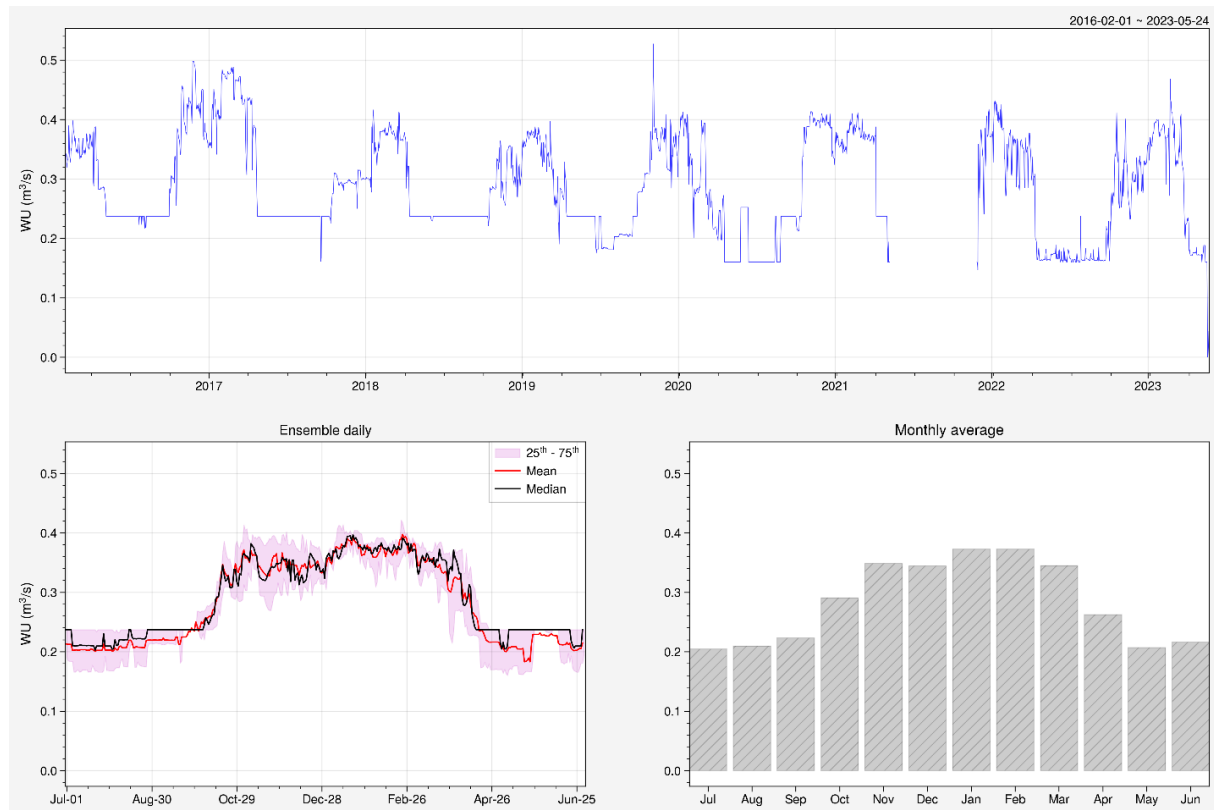 2016-02-01 ~ 2023-05-24
WU (m³/s)
0.5
0.4
0.3
0.2
0.1
0.0
2017 2018 2019 2020 2021 2022 2023
Ensemble daily
WU (m³/s)
0.5
0.4
0.3
0.2
0.1
0.0
25th - 75th
Mean
Median
Jul-01 Aug-30 Oct-29 Dec-28 Feb-26 Apr-26 Jun-25
Monthly average
0.5
0.4
0.3
0.2
0.1
0.0
Jul Aug Sep Oct Nov Dec Jan Feb Mar Apr May Jun